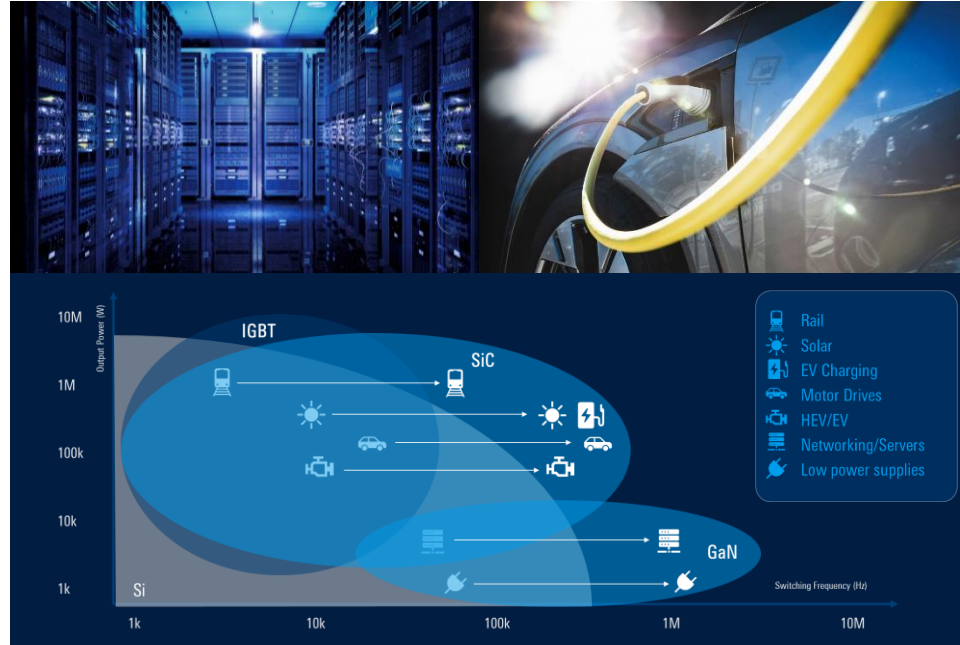 10M
Output Power (W)
IGBT
SiC
1M
100k
10k
GaN
1k
Si
Switching Frequency (Hz)
1k
10k
100k
1M
10M
Rail
Solar
EV Charging
Motor Drives
HEV/EV
Networking/Servers
Low power supplies